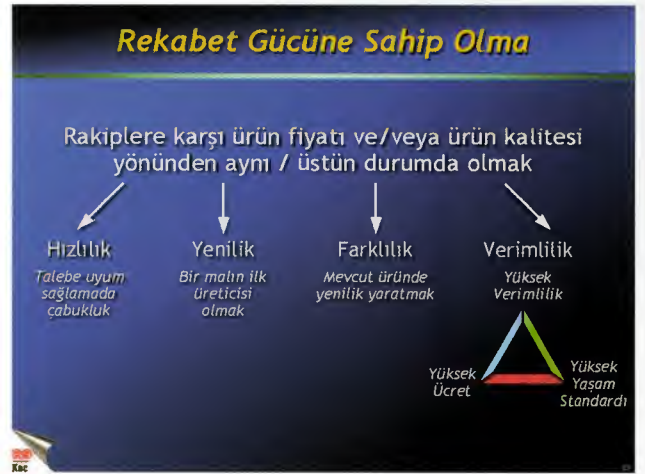 Rekabet Gücüne Sahip Olma
Rakiplere karşı ürün fiyatı ve/veya ürün kalitesi
yönünden aynı / üstün durumda olmak
Hızlılık
Talebe uyum
sağlamada
çabukluk
Yenilik
Bir malın ilk
üreticisi
olmak
Farklılık
Mevcut üründe
yenilik yaratmak
Verimlilik
Yüksek
Verimlilik
Yüksek
Ücret
Yüksek
Yaşam
Standardı
Kac